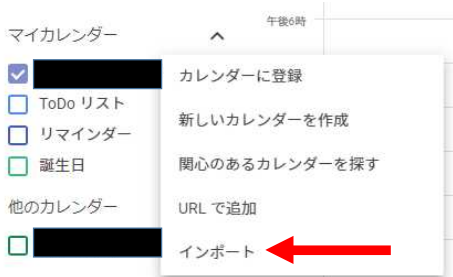 午後6時
マイカレンダー
ToDo リスト
リマインダー
誕生日
他のカレンダー
カレンダーに登録
新しいカレンダーを作成
関心のあるカレンダーを探す
URL で追加
インポート